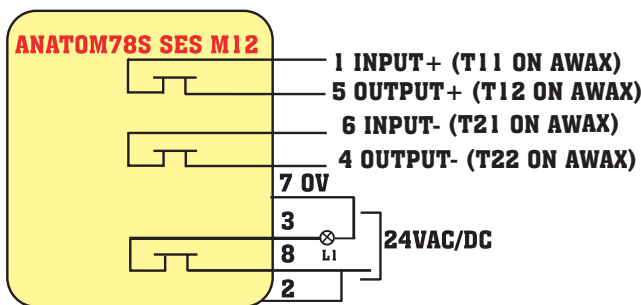 ANATOM78S SES M12
1 INPUT+ (T11 ON AWAX)
5 OUTPUT+ (T12 ON AWAX)
6 INPUT- (T21 ON AWAX)
4 OUTPUT- (T22 ON AWAX)
7 0V
3
L1
24VAC/DC
8
2